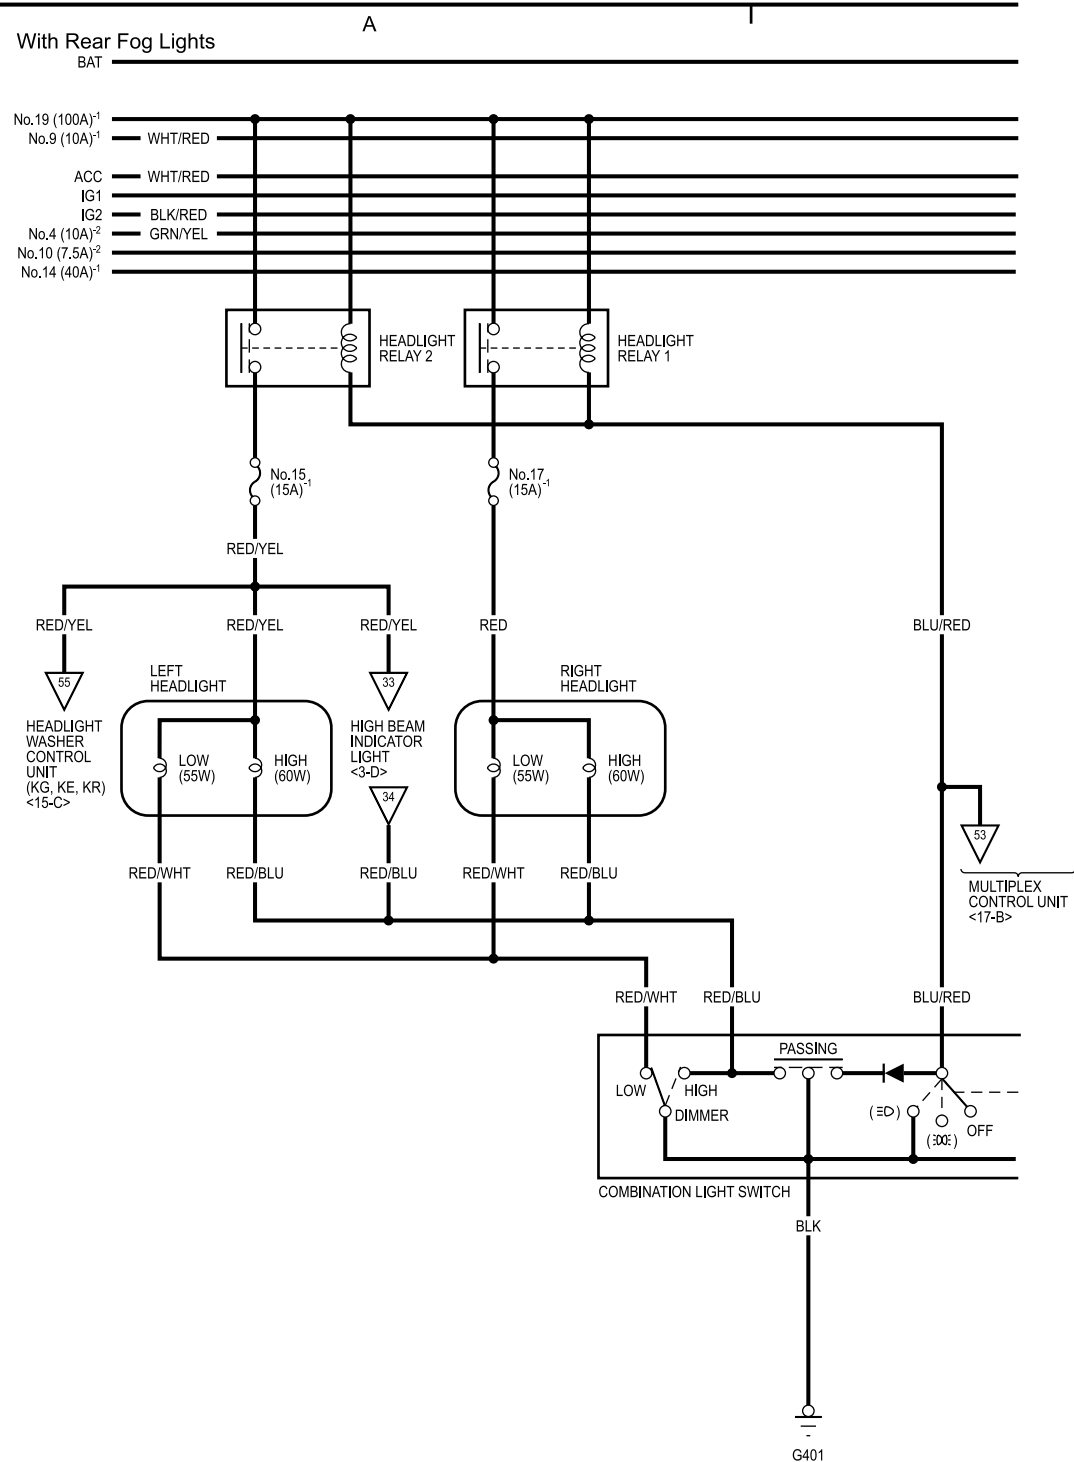 A
With Rear Fog Lights
BAT
No.19 (100A)-1
No.9 (10A)-1 WHT/RED
ACC WHT/RED
IG1
IG2 BLK/RED
No.4 (10A)-2 GRN/YEL
No.10 (7.5A)-2
No.14 (40A)-1
HEADLIGHT
RELAY 2
HEADLIGHT
RELAY 1
No.15
(15A)-1
No.17
(15A)-1
RED/YEL
RED/YEL
RED/YEL
RED/YEL
RED
BLU/RED
55
HEADLIGHT
WASHER
CONTROL
UNIT
(KG, KE, KR)
<15-C>
LEFT
HEADLIGHT
LOW
(55W)
HIGH
(60W)
33
HIGH BEAM
INDICATOR
LIGHT
<3-D>
34
RIGHT
HEADLIGHT
LOW
(55W)
HIGH
(60W)
53
MULTIPLEX
CONTROL UNIT
<17-B>
RED/WHT
RED/BLU
RED/BLU
RED/WHT
RED/BLU
RED/WHT
RED/BLU
BLU/RED
PASSING
LOW
HIGH
DIMMER
OFF
COMBINATION LIGHT SWITCH
BLK
G401